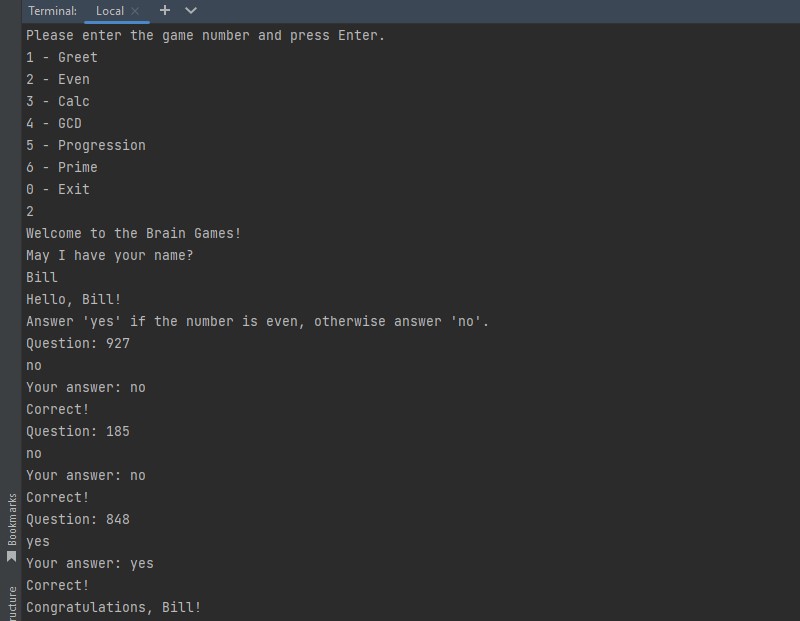 Terminal: Local
Please enter the game number and press Enter.
1 - Greet
2 - Even
3 - Calc
4 - GCD
5 - Progression
6 - Prime
0 - Exit
2
Welcome to the Brain Games!
May I have your name?
Bill
Hello, Bill!
Answer 'yes' if the number is even, otherwise answer 'no'.
Question: 927
no
Your answer: no
Correct!
Question: 185
no
Your answer: no
Correct!
Question: 848
yes
Your answer: yes
Correct!
Congratulations, Bill!
Bookmarks
ructure